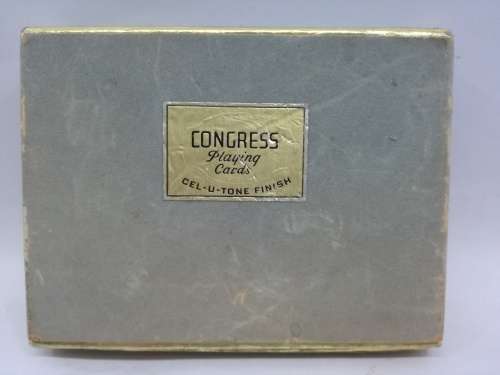 CONGRESS
Playing
Cards
CEL-U-TONE FINISH